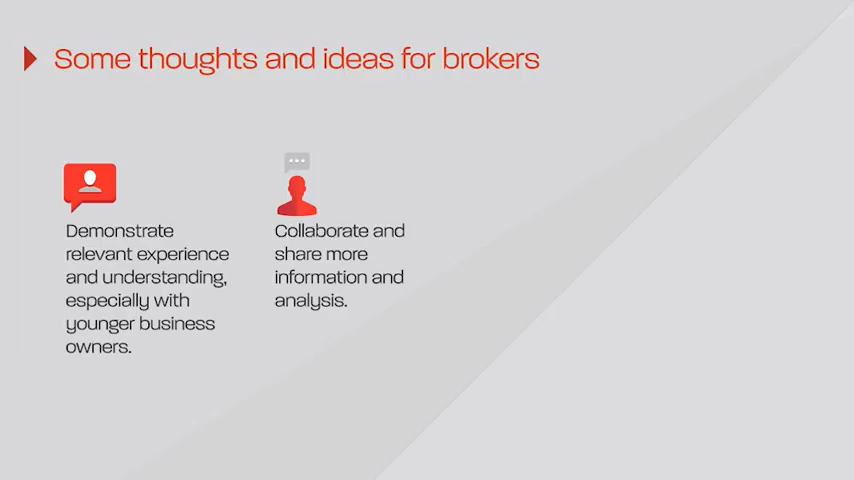 Some thoughts and ideas for brokers
Demonstrate
relevant experience
and understanding,
especially with
younger business
owners.
Collaborate and
share more
information and
analysis.